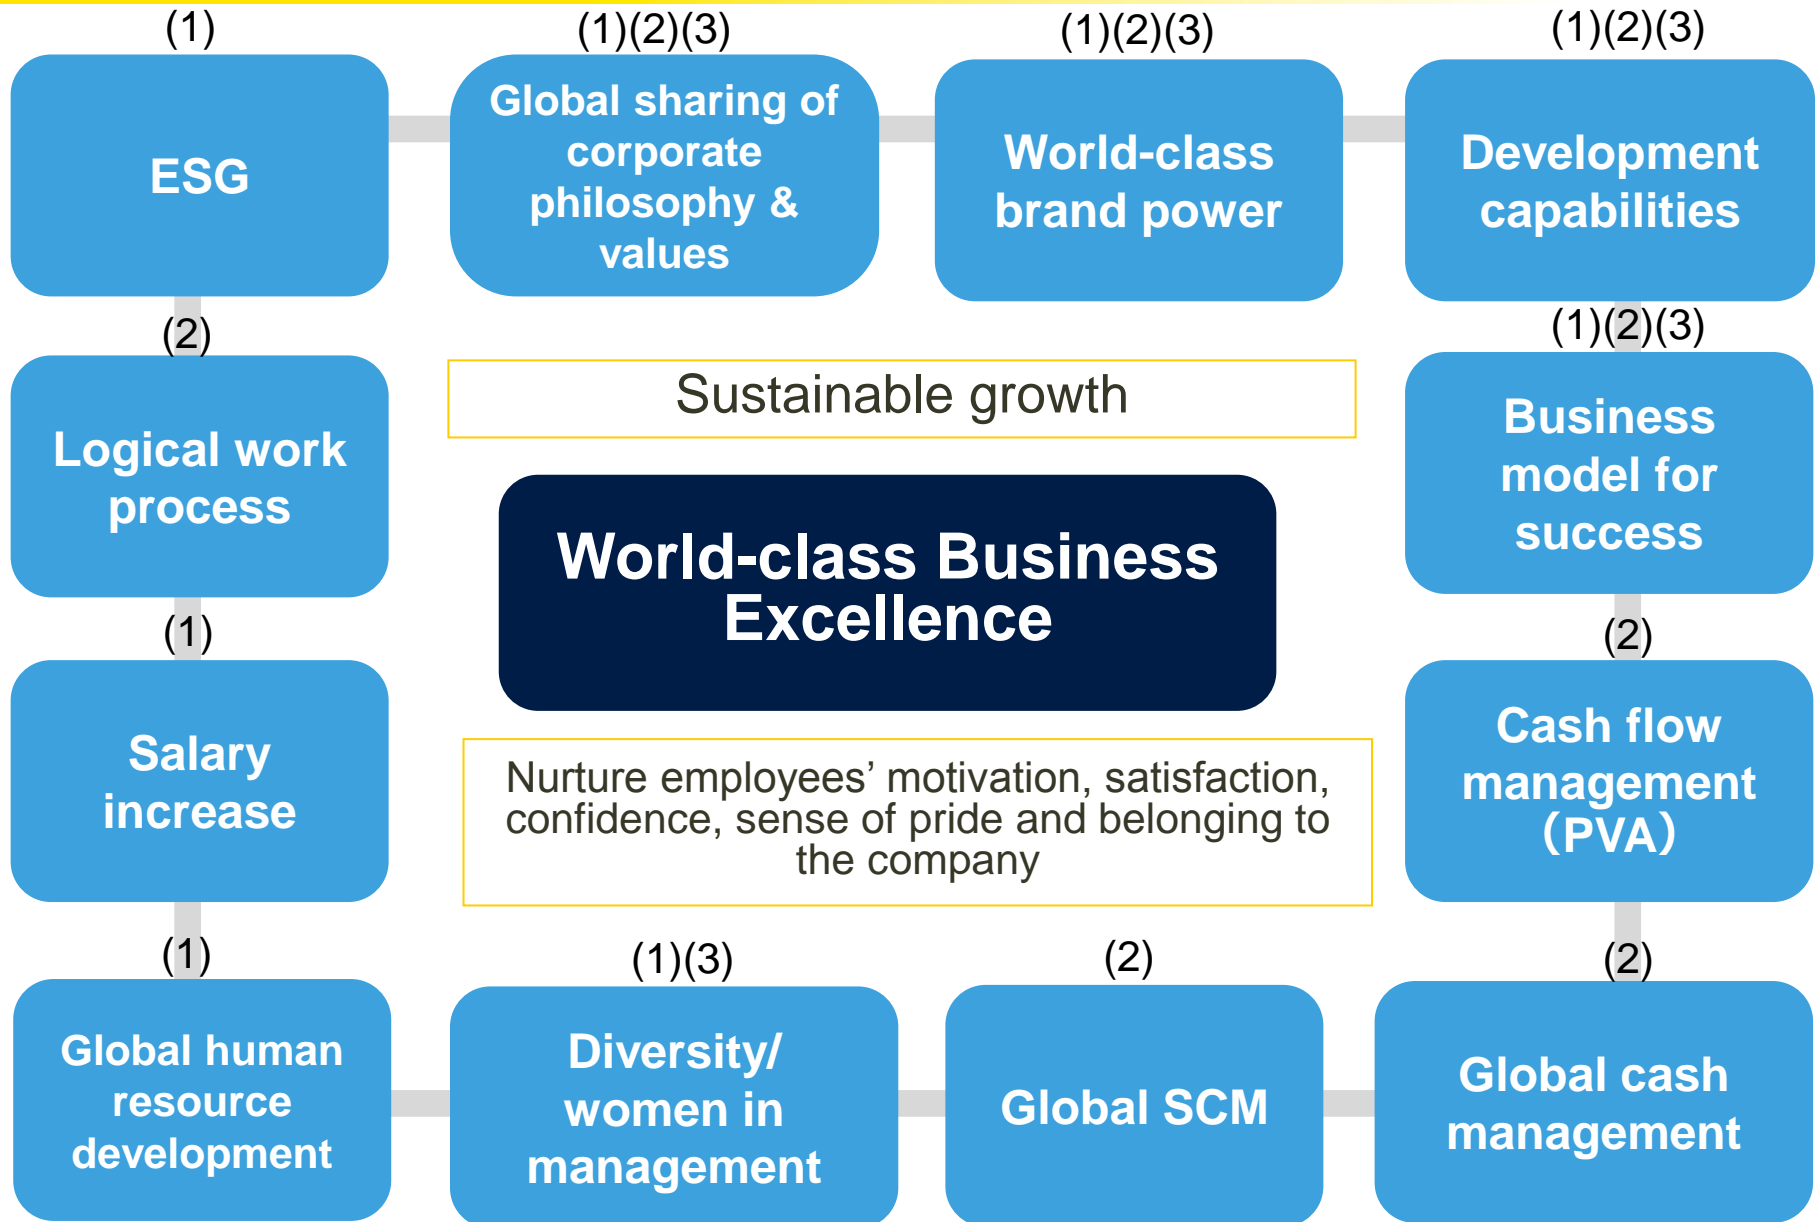 (1)
(1)(2)(3)
(1)(2)(3)
(1)(2)(3)
ESG
Global sharing of
corporate
philosophy &
values
World-class
brand power
Development
capabilities
(2)
(1)(2)(3)
Logical work
process
Sustainable growth
Business
model for
success
World-class Business
Excellence
(1)
(2)
Salary
increase
Nurture employees’ motivation, satisfaction,
confidence, sense of pride and belonging to
the company
Cash flow
management
（PVA）
(1)
(1)(3)
(2)
(2)
Global human
resource
development
Diversity/
women in
management
Global SCM
Global cash
management